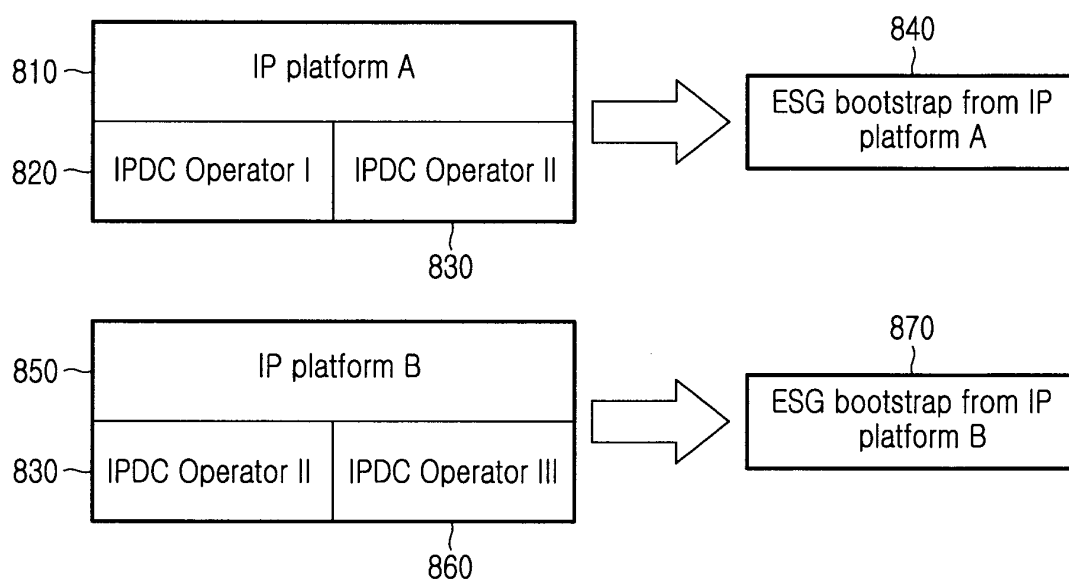 840
810
IP platform A
ESG bootstrap from IP
platform A
820
IPDC Operator I
IPDC Operator II
830
870
850
IP platform B
ESG bootstrap from IP
platform B
830
IPDC Operator II
IPDC Operator III
860